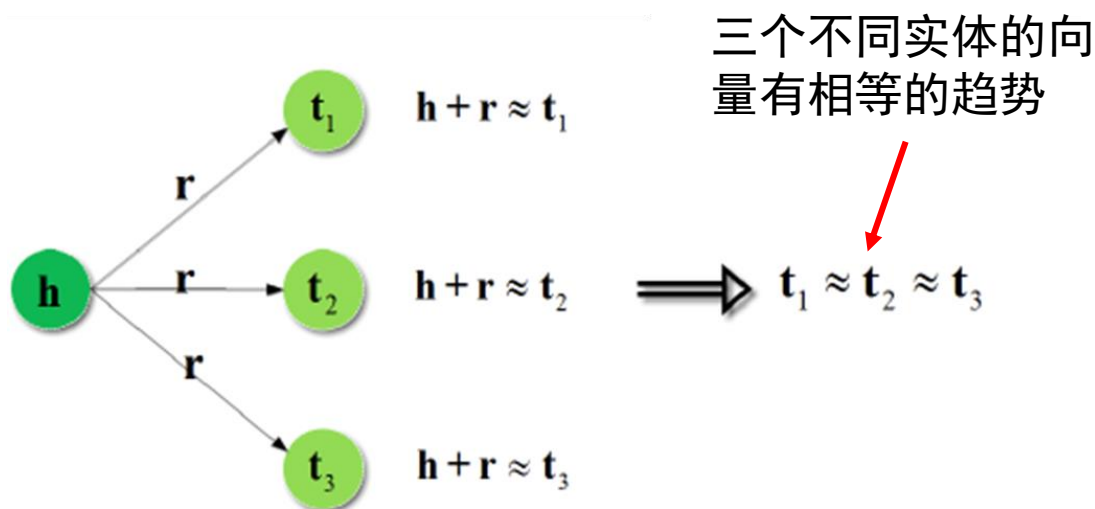 三个不同实体的向
量有相等的趋势
t₁
h + r ≈ t₁
r
h
r
t₂
h + r ≈ t₂
t₁ ≈ t₂ ≈ t₃
r
t₃
h + r ≈ t₃